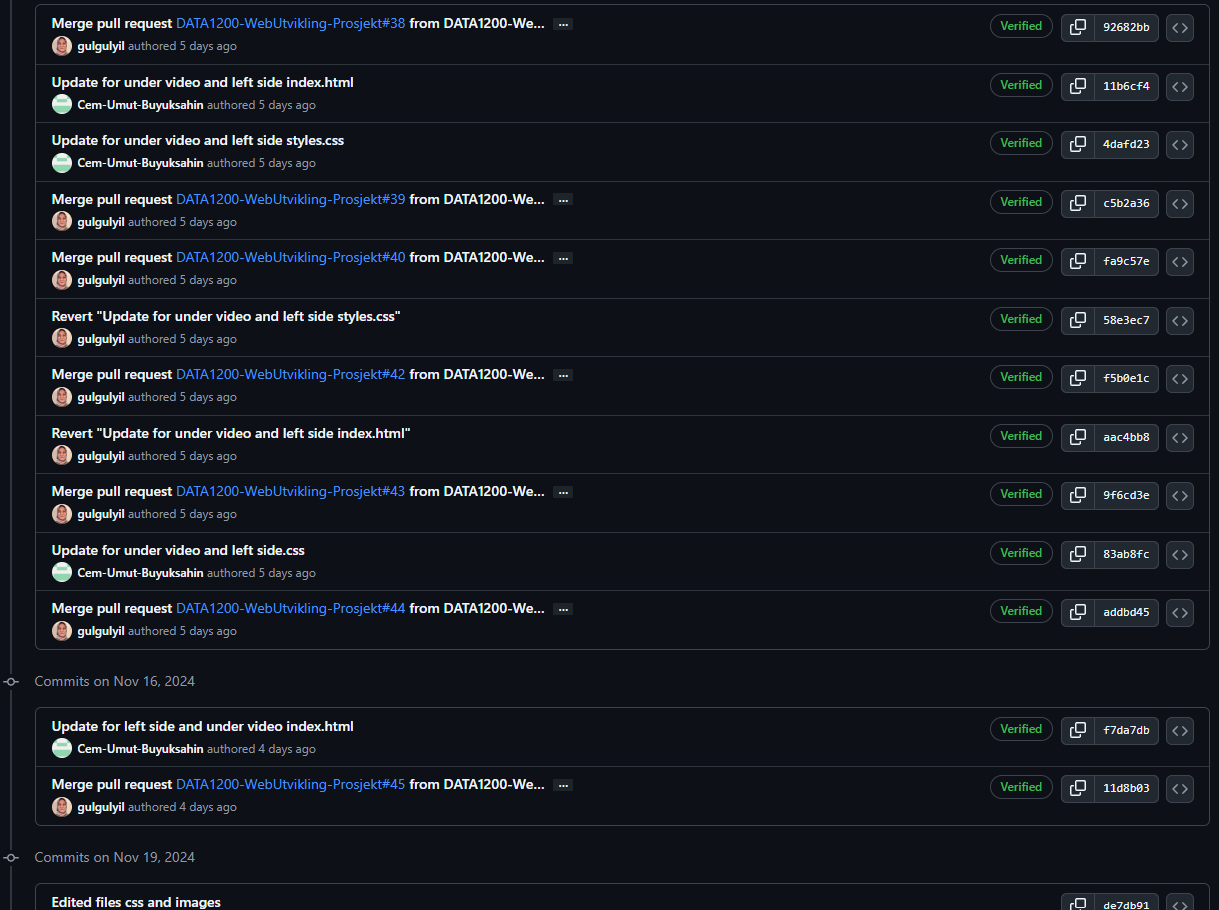 Merge pull request DATA1200-WebUtvikling-Prosjekt#38 from DATA1200-We... ...
gulgulyil authored 5 days ago
Verified 92682bb
Update for under video and left side index.html
Cem-Umut-Buyuksahin authored 5 days ago
Verified 11b6cf4
Update for under video and left side styles.css
Cem-Umut-Buyuksahin authored 5 days ago
Verified 4dafd23
Merge pull request DATA1200-WebUtvikling-Prosjekt#39 from DATA1200-We... ...
gulgulyil authored 5 days ago
Verified c5b2a36
Merge pull request DATA1200-WebUtvikling-Prosjekt#40 from DATA1200-We... ...
gulgulyil authored 5 days ago
Verified fa9c57e
Revert "Update for under video and left side styles.css"
gulgulyil authored 5 days ago
Verified 58e3ec7
Merge pull request DATA1200-WebUtvikling-Prosjekt#42 from DATA1200-We... ...
gulgulyil authored 5 days ago
Verified f5b0e1c
Revert "Update for under video and left side index.html"
gulgulyil authored 5 days ago
Verified aac4bb8
Merge pull request DATA1200-WebUtvikling-Prosjekt#43 from DATA1200-We... ...
gulgulyil authored 5 days ago
Verified 9f6cd3e
Update for under video and left side.css
Cem-Umut-Buyuksahin authored 5 days ago
Verified 83ab8fc
Merge pull request DATA1200-WebUtvikling-Prosjekt#44 from DATA1200-We... ...
gulgulyil authored 5 days ago
Verified addbd45
Commits on Nov 16, 2024
Update for left side and under video index.html
Cem-Umut-Buyuksahin authored 4 days ago
Verified f7da7db
Merge pull request DATA1200-WebUtvikling-Prosjekt#45 from DATA1200-We... ...
gulgulyil authored 4 days ago
Verified 11d8b03
Commits on Nov 19, 2024
Edited files css and images
de7db91